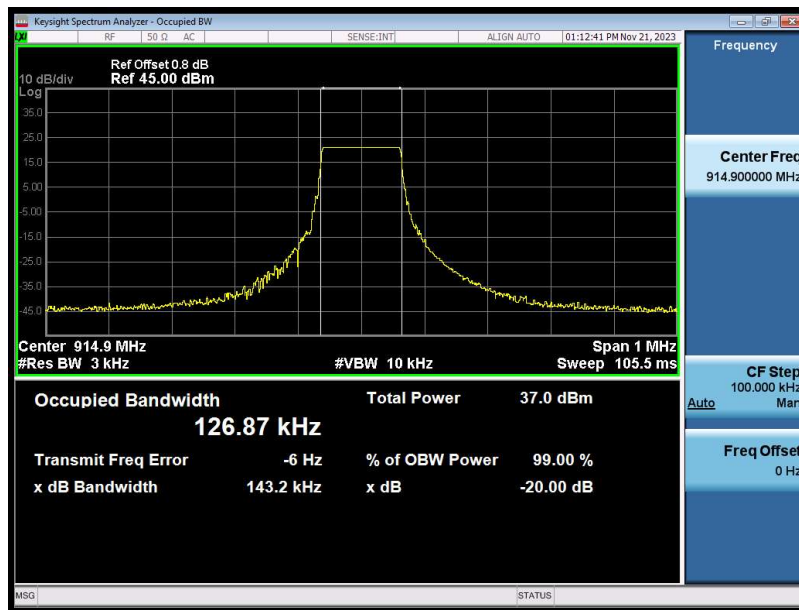 Keysight Spectrum Analyzer - Occupied BW
LXI RF 50 Ω AC SENSE:INT ALIGN AUTO 01:12:41 PM Nov 21, 2023
Ref Offset 0.8 dB
10 dB/div Ref 45.00 dBm
Log
35.0
25.0
15.0
5.00
-5.00
-15.0
-25.0
-35.0
-45.0
Center 914.9 MHz Span 1 MHz
#Res BW 3 kHz #VBW 10 kHz Sweep 105.5 ms
Occupied Bandwidth Total Power 37.0 dBm
126.87 kHz
Transmit Freq Error -6 Hz % of OBW Power 99.00 %
x dB Bandwidth 143.2 kHz x dB -20.00 dB
MSG STATUS
Frequency
Center Freq
914.900000 MHz
CF Step
100.000 kHz
Auto Man
Freq Offset
0 Hz